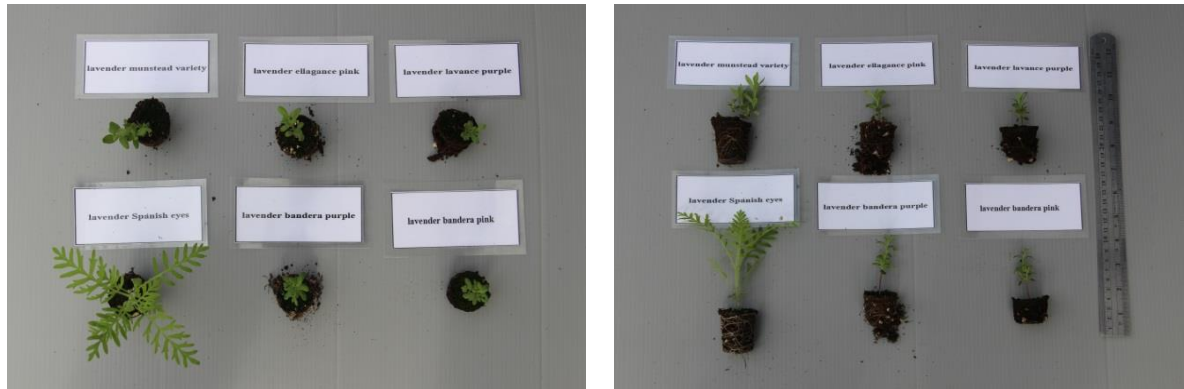 lavender munstead variety
lavender ellagance pink
lavender lavance purple
lavender Spanish eyes
lavender bandera purple
lavender bandera pink
lavender munstead variety
lavender ellagance pink
lavender lavance purple
lavender Spanish eyes
lavender bandera purple
lavender bandera pink